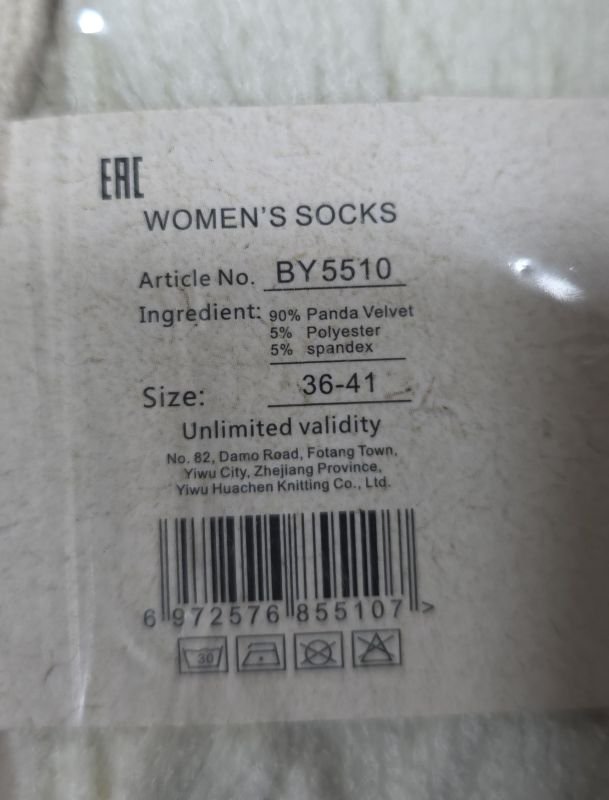 EAC
WOMEN'S SOCKS
Article No. BY5510
Ingredient: 90% Panda Velvet
5% Polyester
5% spandex
Size: 36-41
Unlimited validity
No. 82, Damo Road, Fotang Town,
Yiwu City, Zhejiang Province,
Yiwu Huachen Knitting Co., Ltd.
6 972576 855107 >
30